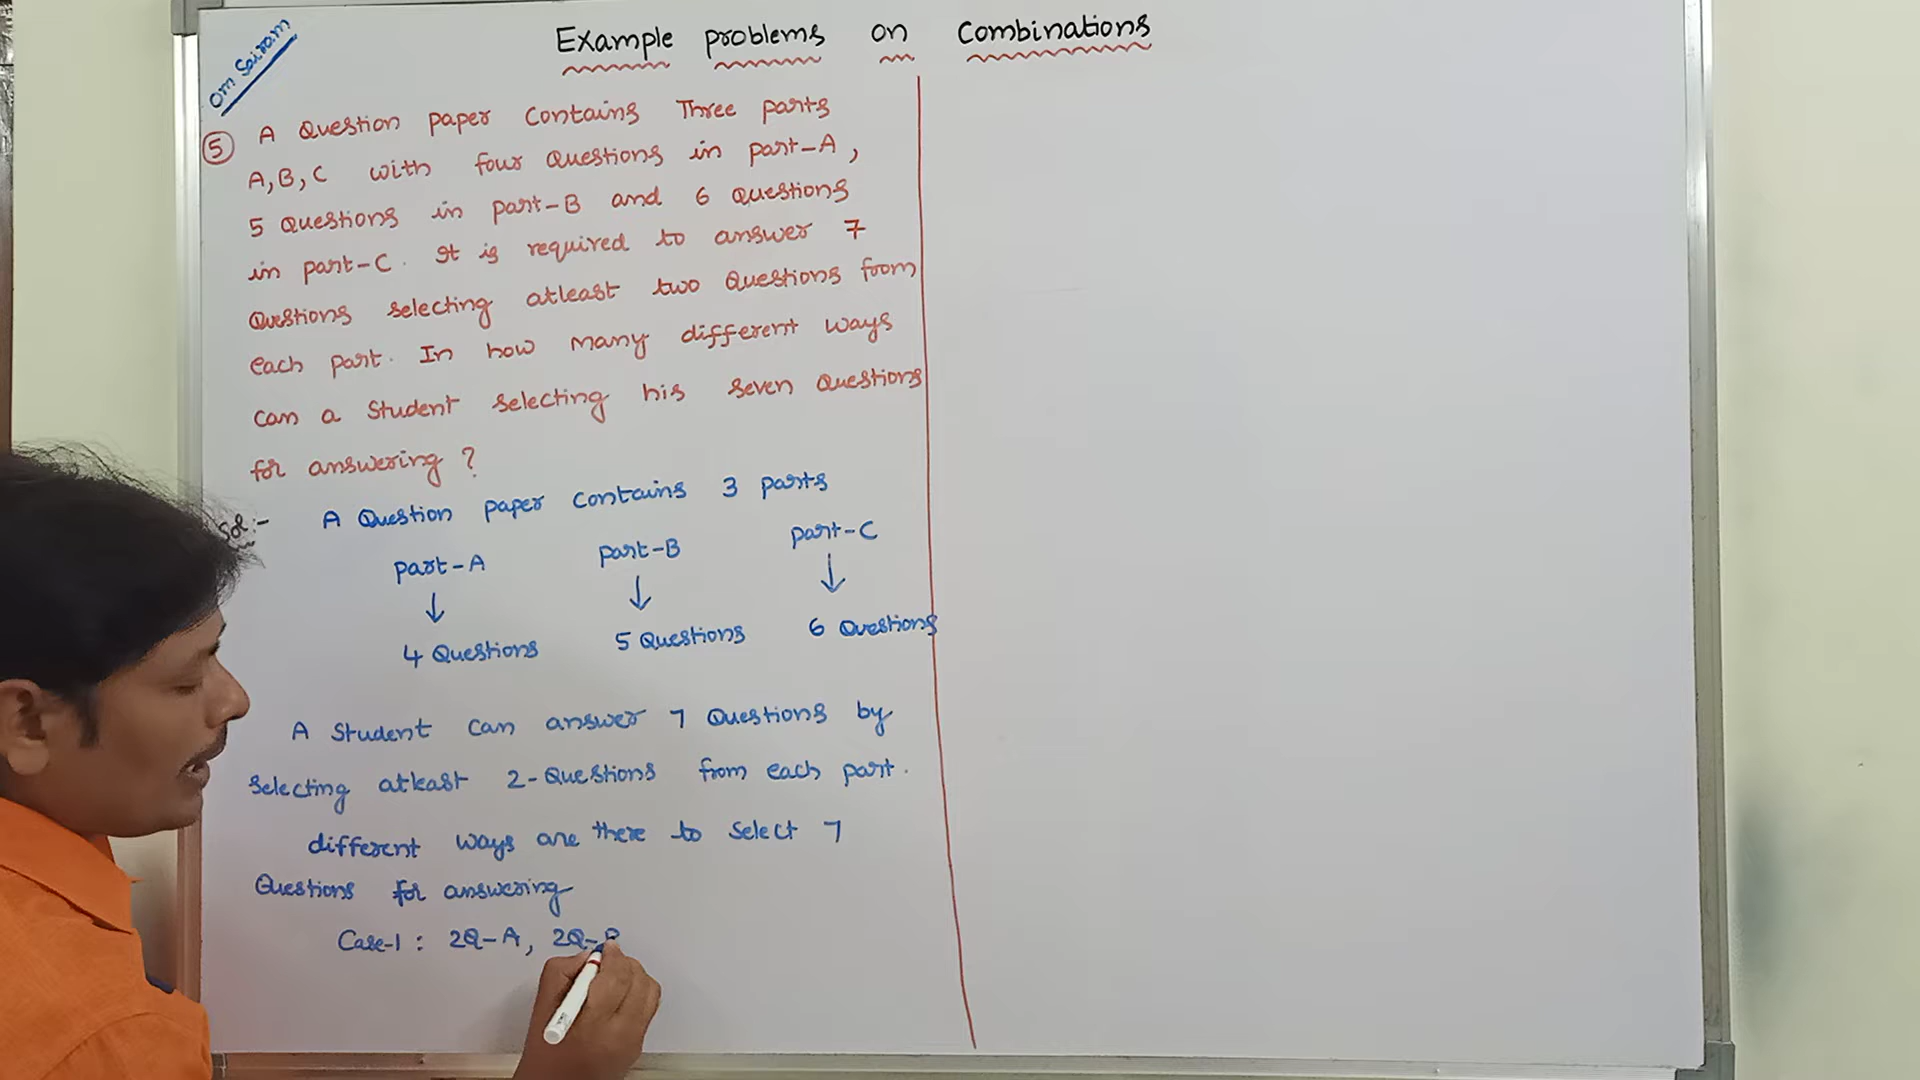 Om Sairam
Example problems on Combinations
5 A Question paper contains Three parts
A, B, C with four Questions in part-A,
5 Questions in part-B and 6 Questions
in part-C. It is required to answer 7
Questions selecting atleast two Questions from
each part. In how many different ways
can a Student selecting his seven Questions
for answering ?
Sol:- A Question paper contains 3 parts
part-A part-B part-C
↓ ↓ ↓
4 Questions 5 Questions 6 Questions
A Student can answer 7 Questions by
selecting atleast 2-Questions from each part.
different ways are there to select 7
Questions for answering
Case-1 : 2Q-A, 2Q-